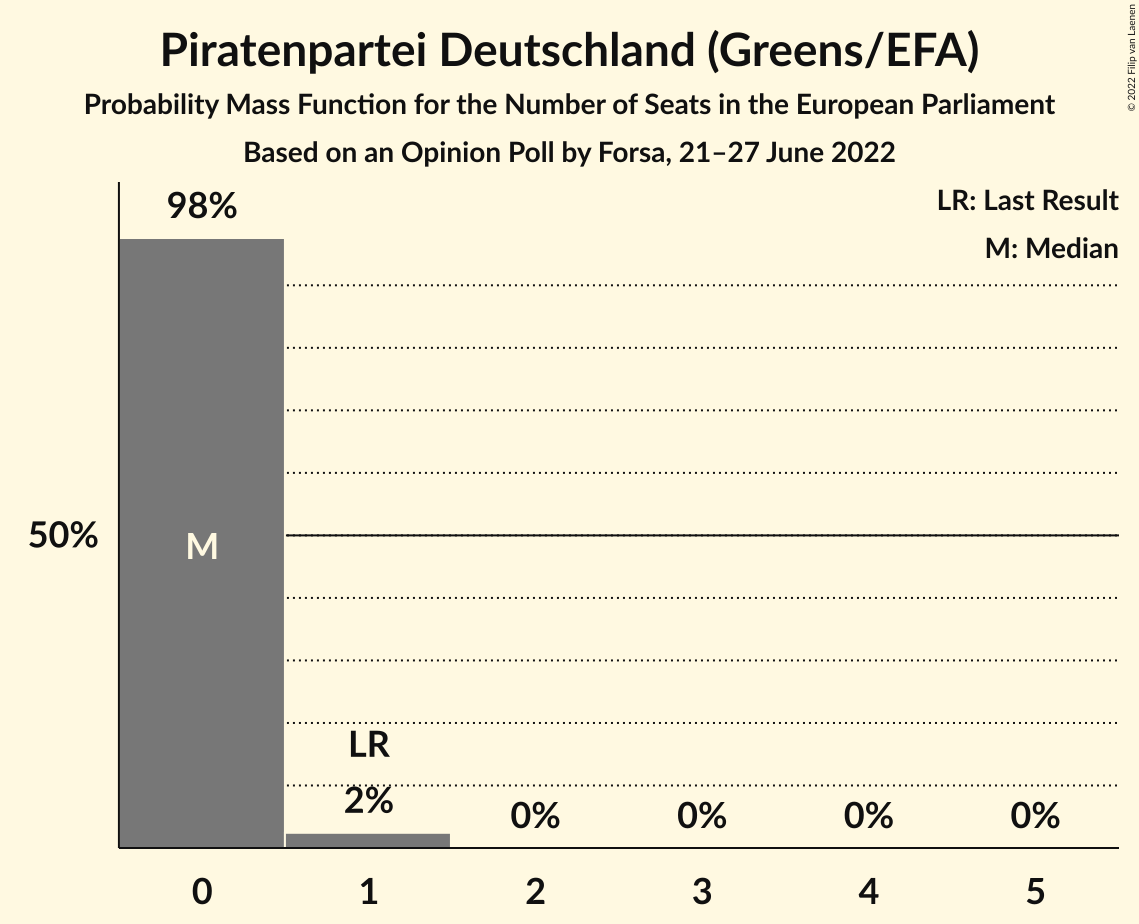 Piratenpartei Deutschland (Greens/EFA)
Probability Mass Function for the Number of Seats in the European Parliament
Based on an Opinion Poll by Forsa, 21–27 June 2022
© 2022 Filip van Laenen
LR: Last Result
M: Median
98%
50%
M
LR
2%
0%
0%
0%
0%
0
1
2
3
4
5